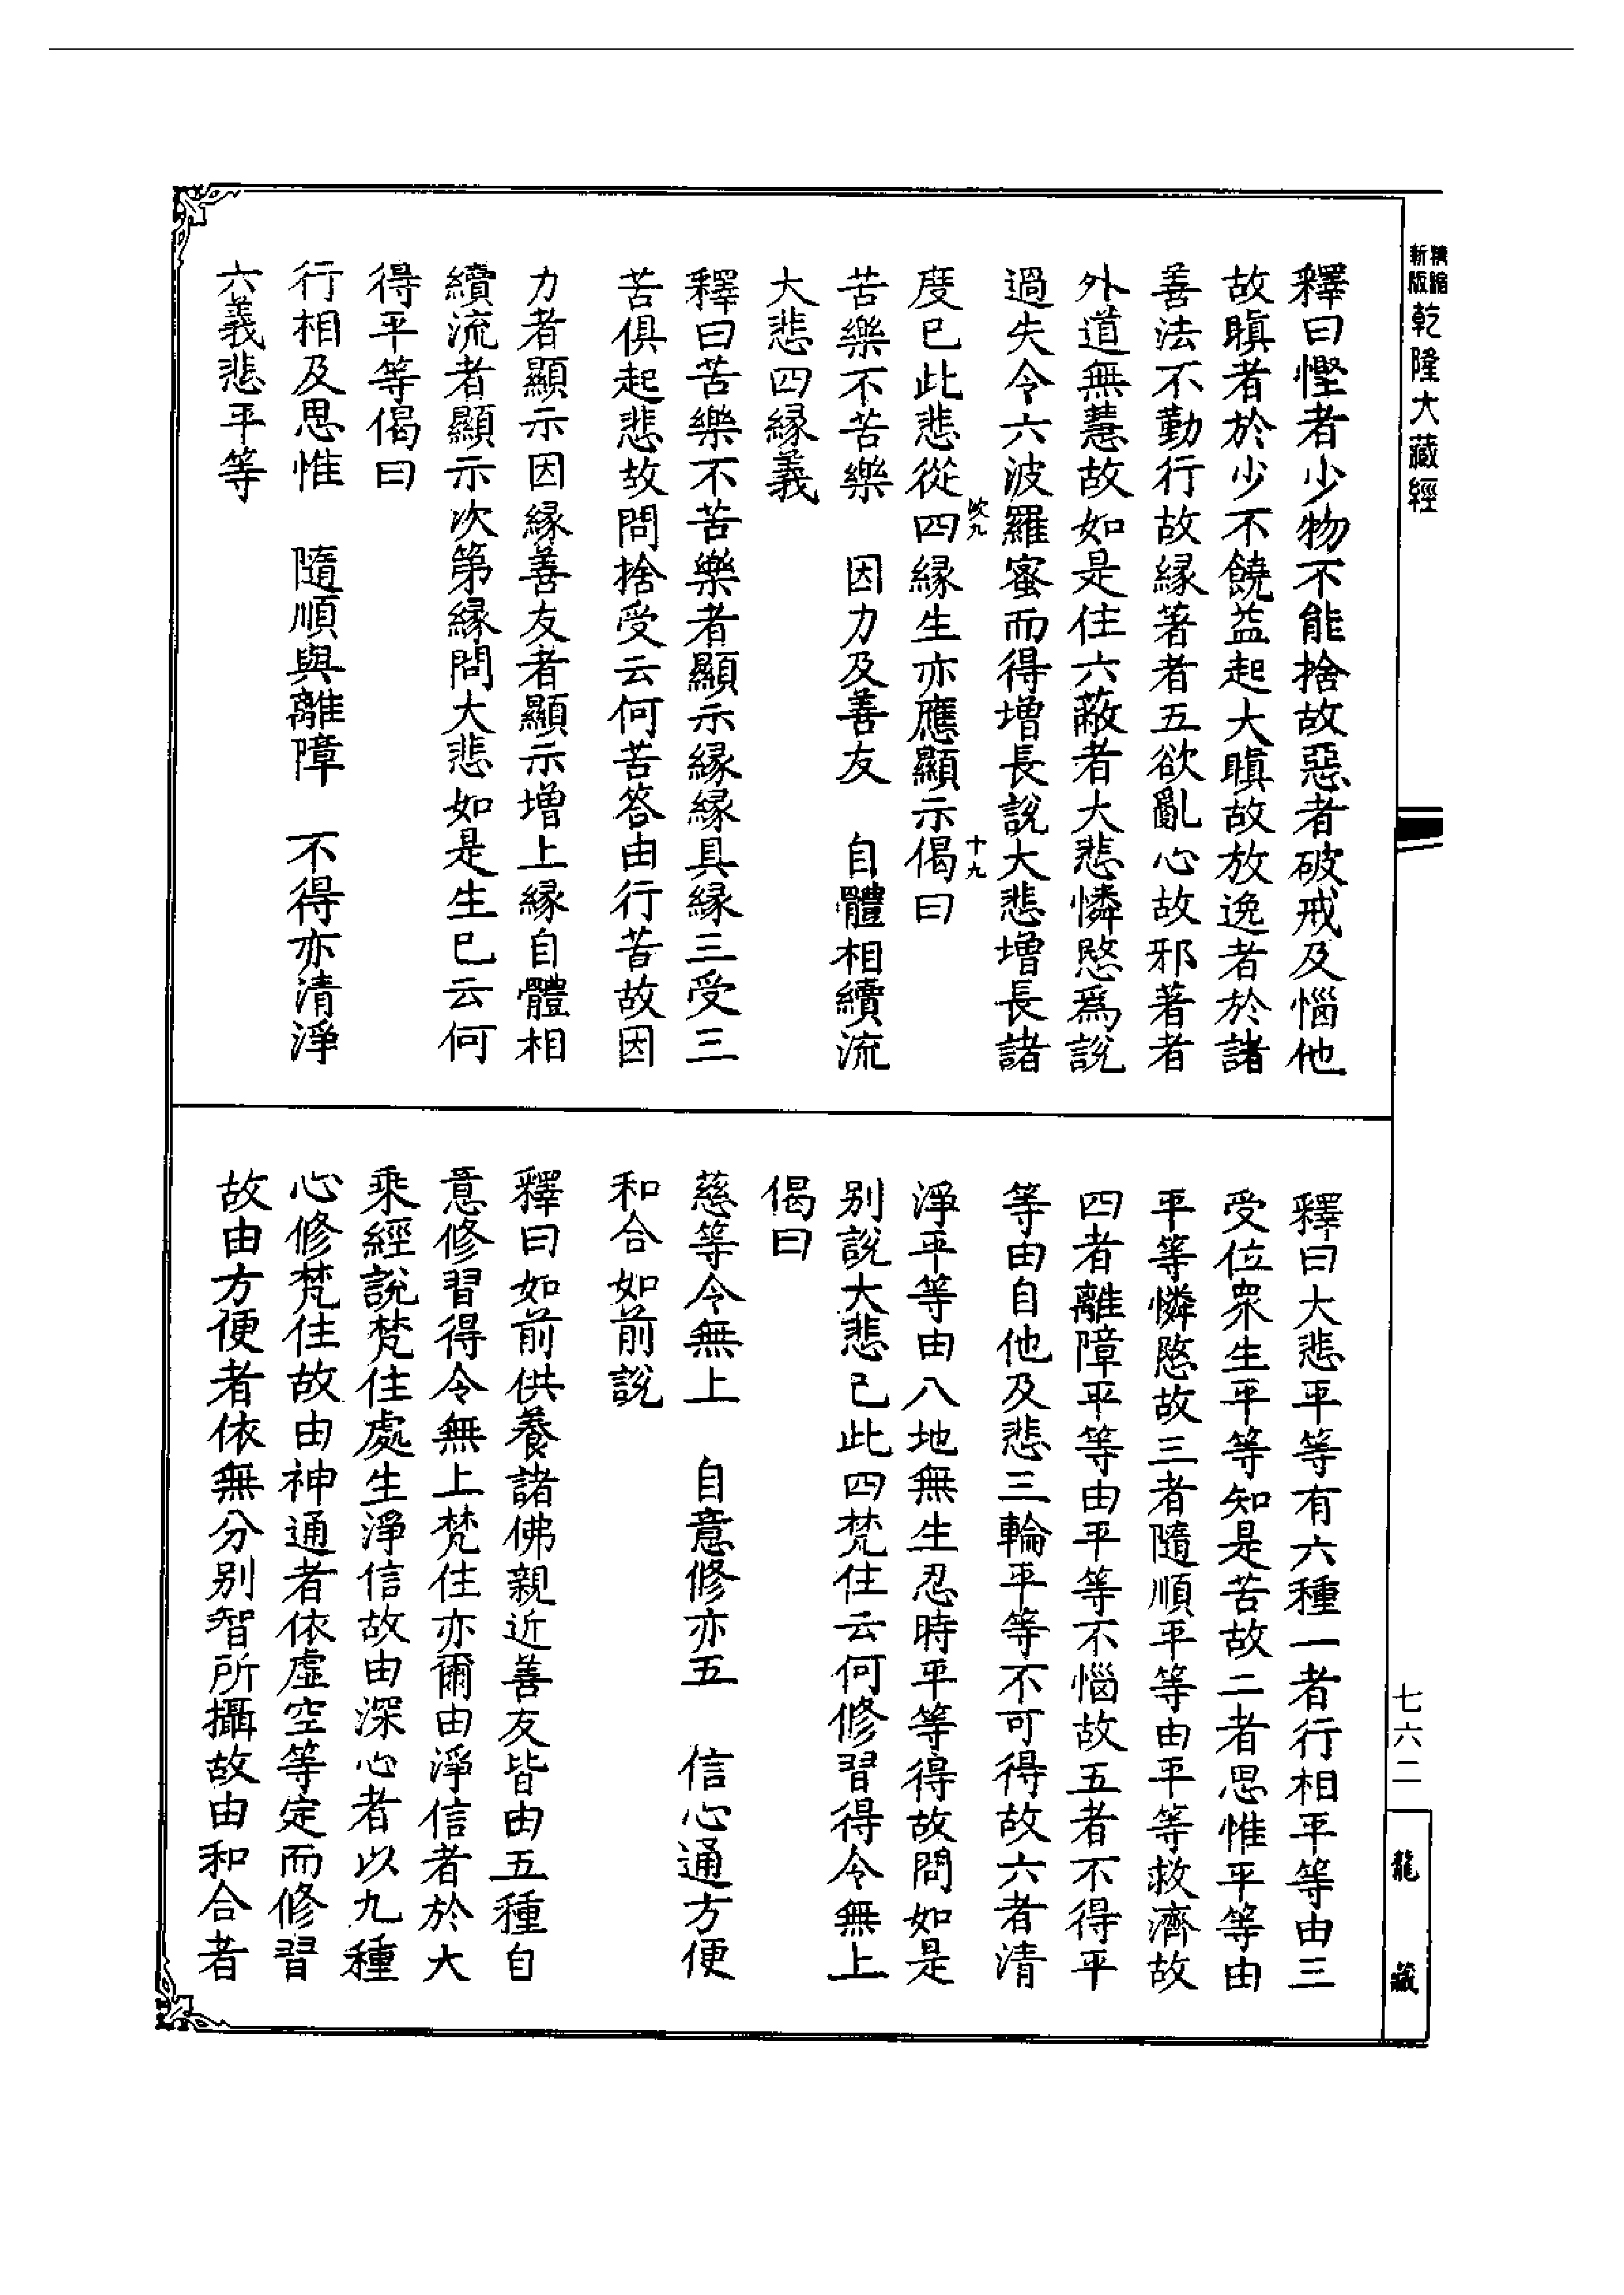 精縮
新版
乾隆大藏經
釋曰慳者少物不能捨故惡者破戒及惱他
故瞋者於少不饒益起大瞋故放逸者於諸
善法不勤行故緣著者五欲亂心故邪著者
外道無慧故如是住六蔽者大悲憐愍爲說
過失令六波羅蜜而得增長說大悲增長諸
度已此悲從四緣生亦應顯示偈曰
十九
苦樂不苦樂　因力及善友　自體相續流
大悲四緣義
釋曰苦樂不苦樂者顯示緣緣具緣三受三
苦俱起悲故問捨受云何苦答由行苦故因
力者顯示因緣善友者顯示增上緣自體相
續流者顯示次第緣問大悲如是生已云何
得平等偈曰
行相及思惟　隨順與離障　不得亦清淨
六義悲平等
釋曰大悲平等有六種一者行相平等由三
受位衆生平等知是苦故二者思惟平等由
平等憐愍故三者隨順平等由平等救濟故
四者離障平等由平等不惱故五者不得平
等由自他及悲三輪平等不可得故六者清
淨平等由八地無生忍時平等得故問如是
别說大悲已此四梵住云何修習得令無上
偈曰
慈等令無上　自意修亦五　信心通方便
和合如前說
釋曰如前供養諸佛親近善友皆由五種自
意修習得令無上梵住亦爾由淨信者於大
乘經說梵住處生淨信故由深心者以九種
心修梵住故由神通者依虛空等定而修習
故由方便者依無分别智所攝故由和合者
七六二
龍藏